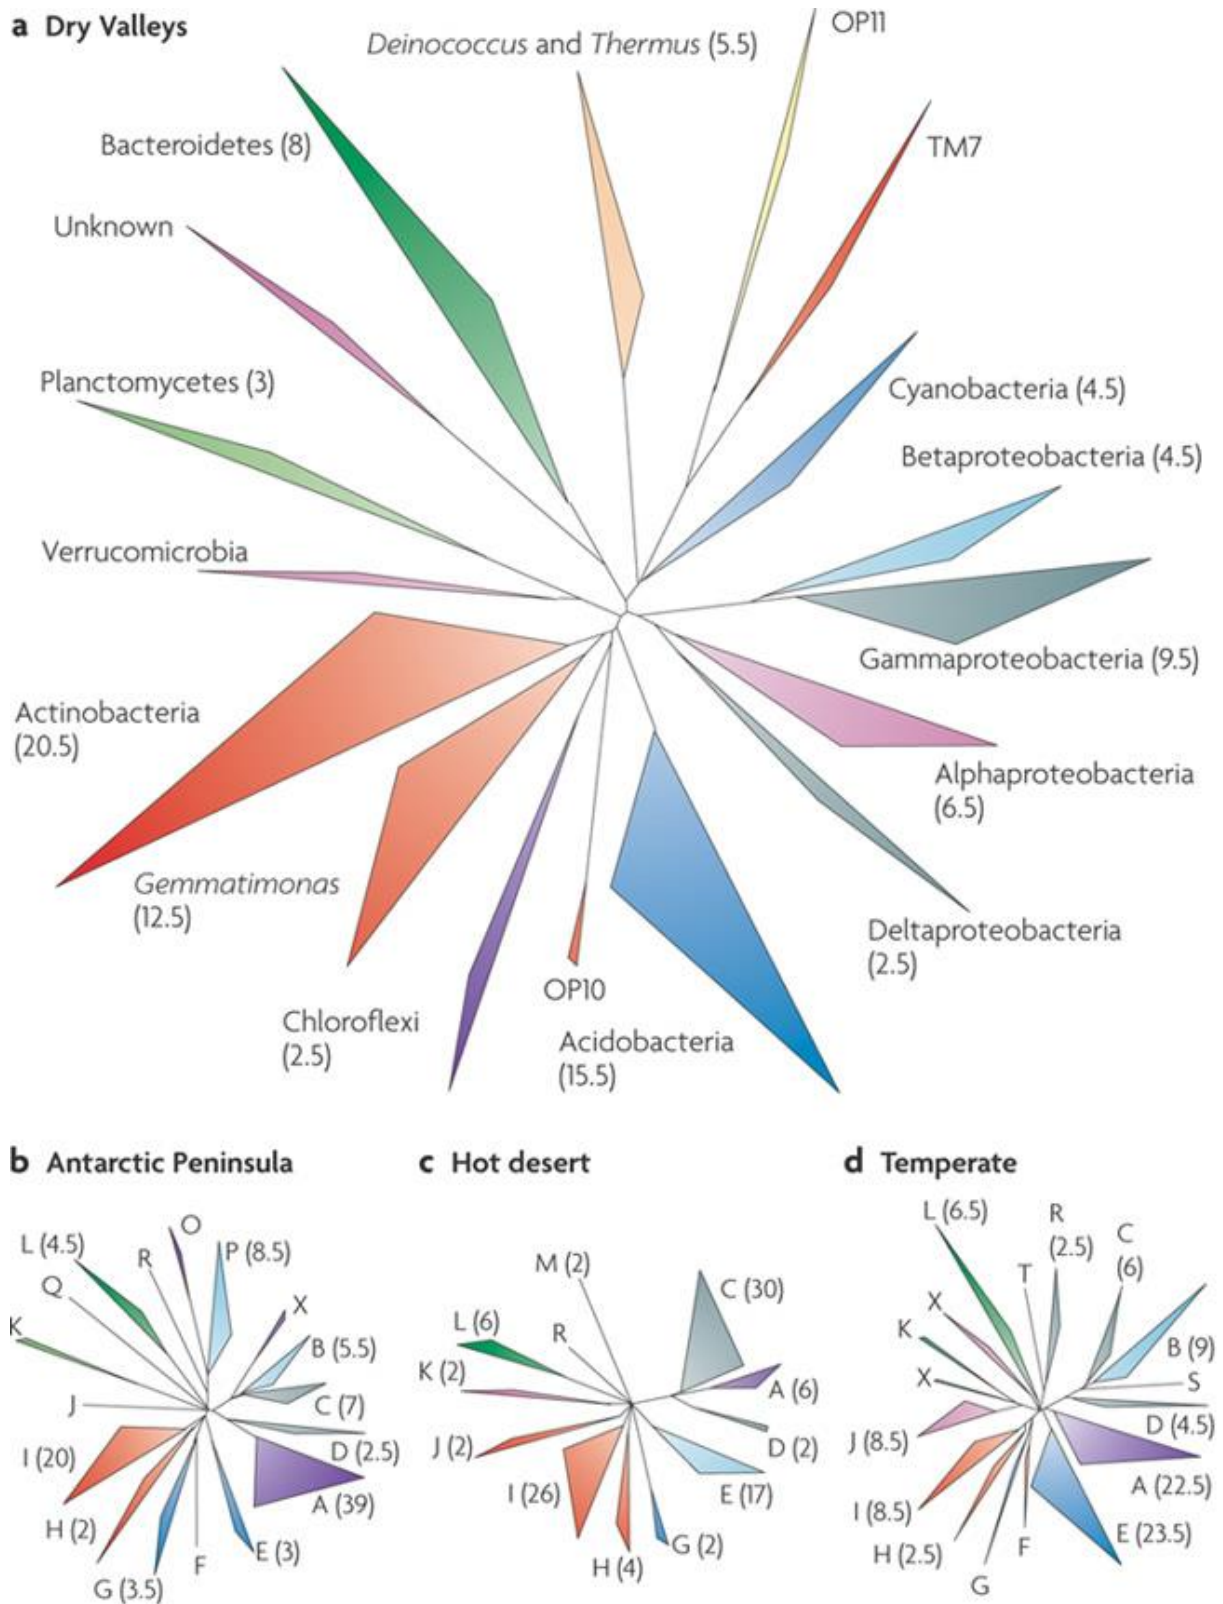 a Dry Valleys
Deinococcus and Thermus (5.5)
OP11
Bacteroidetes (8)
TM7
Unknown
Planctomycetes (3)
Cyanobacteria (4.5)
Betaproteobacteria (4.5)
Verrucomicrobia
Gammaproteobacteria (9.5)
Actinobacteria
(20.5)
Alphaproteobacteria
(6.5)
Gemmatimonas
(12.5)
Deltaproteobacteria
(2.5)
OP10
Chloroflexi
(2.5)
Acidobacteria
(15.5)
b Antarctic Peninsula
O
L (4.5)
R
P (8.5)
Q
X
K
B (5.5)
J
C (7)
I (20)
D (2.5)
A (39)
H (2)
E (3)
F
G (3.5)
c Hot desert
M (2)
C (30)
L (6)
R
K (2)
A (6)
J (2)
D (2)
I (26)
E (17)
G (2)
H (4)
d Temperate
L (6.5)
R
(2.5)
C
(6)
T
X
K
B (9)
X
S
D (4.5)
J (8.5)
A (22.5)
I (8.5)
E (23.5)
H (2.5)
F
G